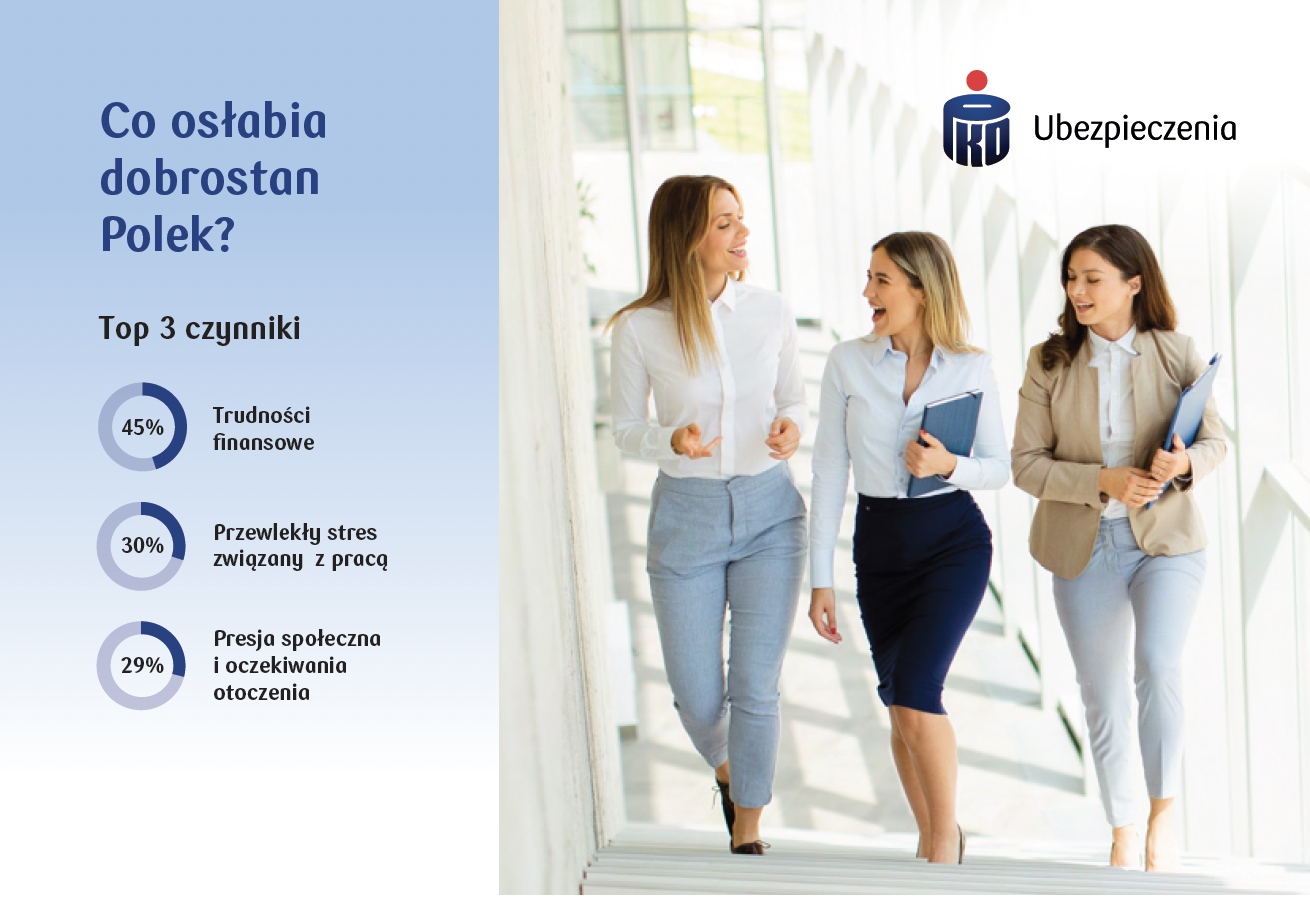 Co osłabia
dobrostan
Polek?
Top 3 czynniki
45%
Trudności
finansowe
30%
Przewlekły stres
związany  z pracą
29%
Presja społeczna
i oczekiwania
otoczenia
PKO
Ubezpieczenia